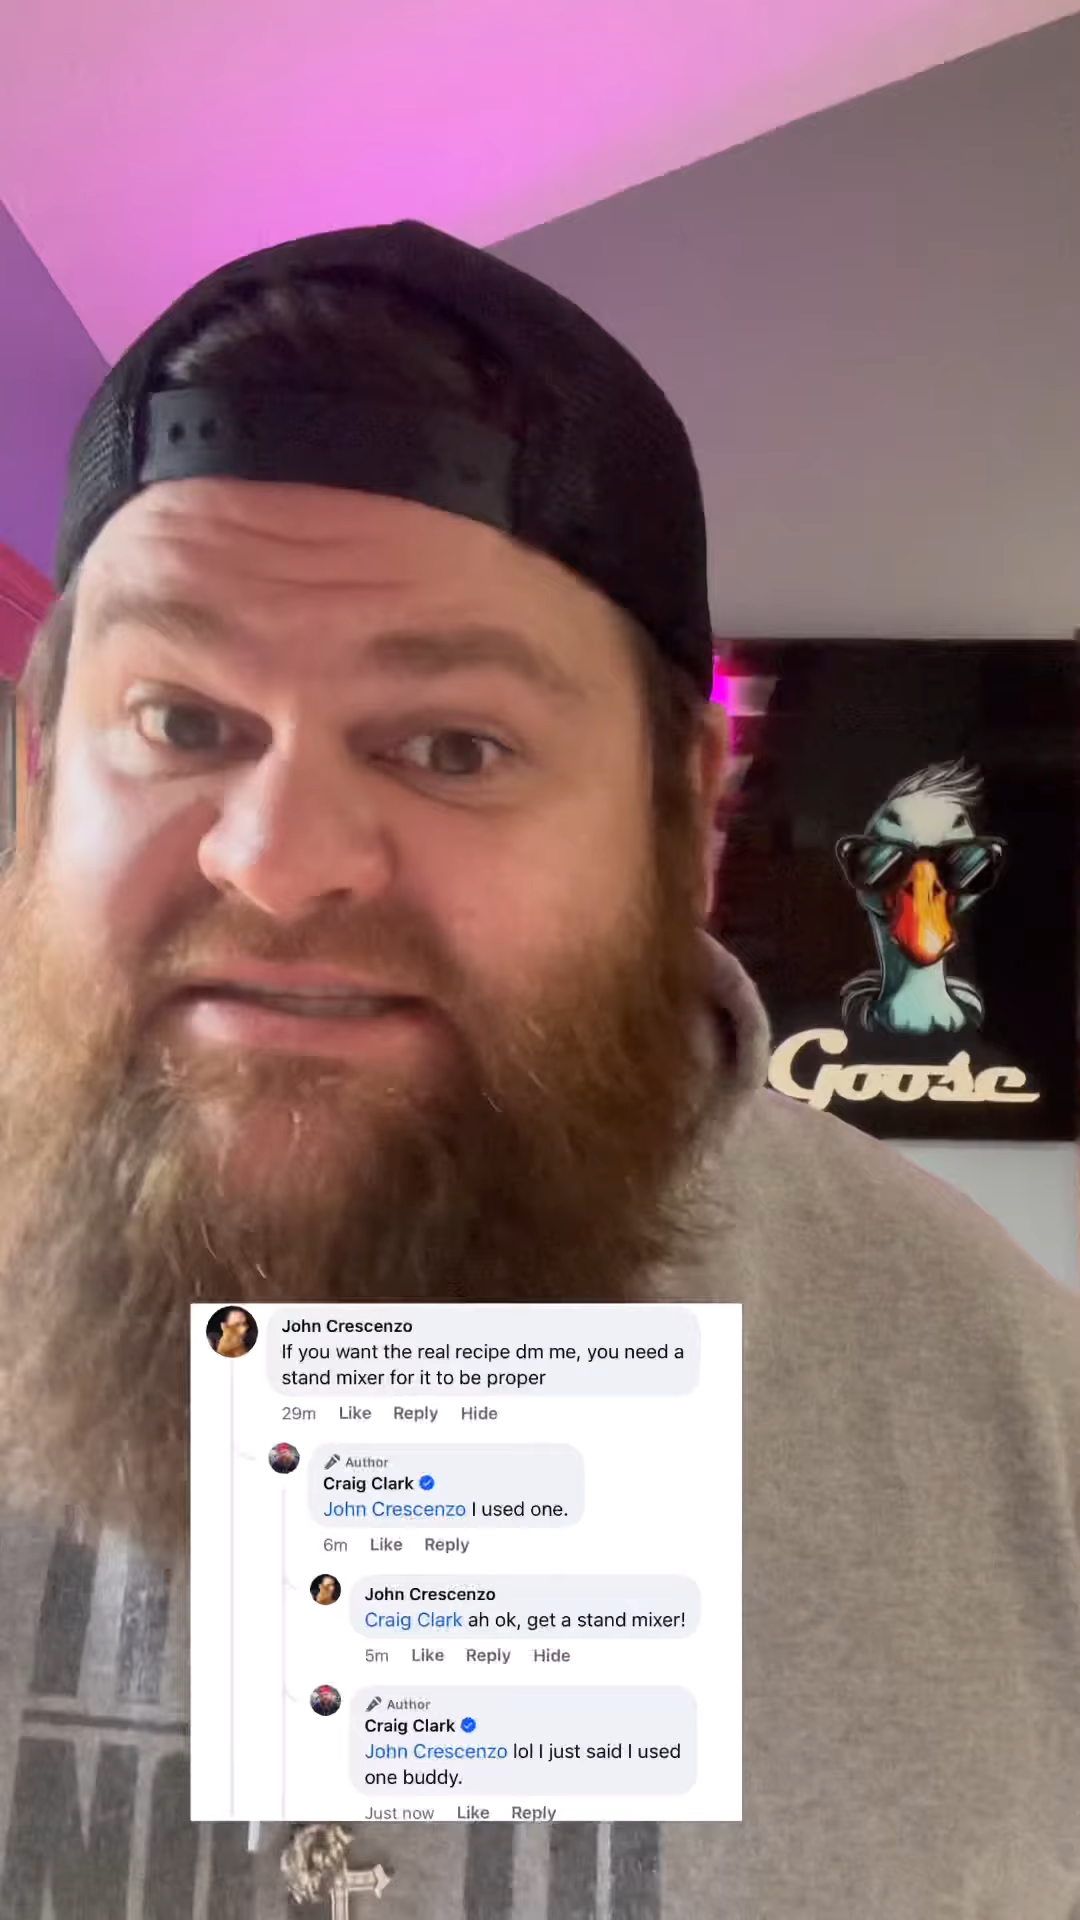 Goose
John Crescenzo
If you want the real recipe dm me, you need a
stand mixer for it to be proper
29m Like Reply Hide
Author
Craig Clark
John Crescenzo I used one.
6m Like Reply
John Crescenzo
Craig Clark ah ok, get a stand mixer!
5m Like Reply Hide
Author
Craig Clark
John Crescenzo lol I just said I used
one buddy.
Just now Like Reply